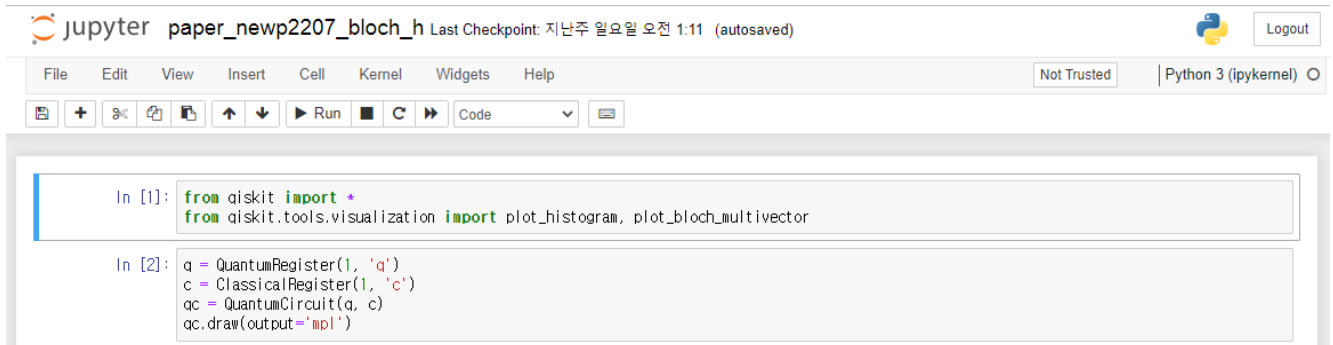 jupyter paper_newp2207_bloch_h Last Checkpoint: 지난주 일요일 오전 1:11 (autosaved)
Logout
File Edit View Insert Cell Kernel Widgets Help
Not Trusted
Python 3 (ipykernel)
Run
Code
In [1]: from qiskit import *
from qiskit.tools.visualization import plot_histogram, plot_bloch_multivector
In [2]: q = QuantumRegister(1, 'q')
c = ClassicalRegister(1, 'c')
qc = QuantumCircuit(q, c)
qc.draw(output='mpl')